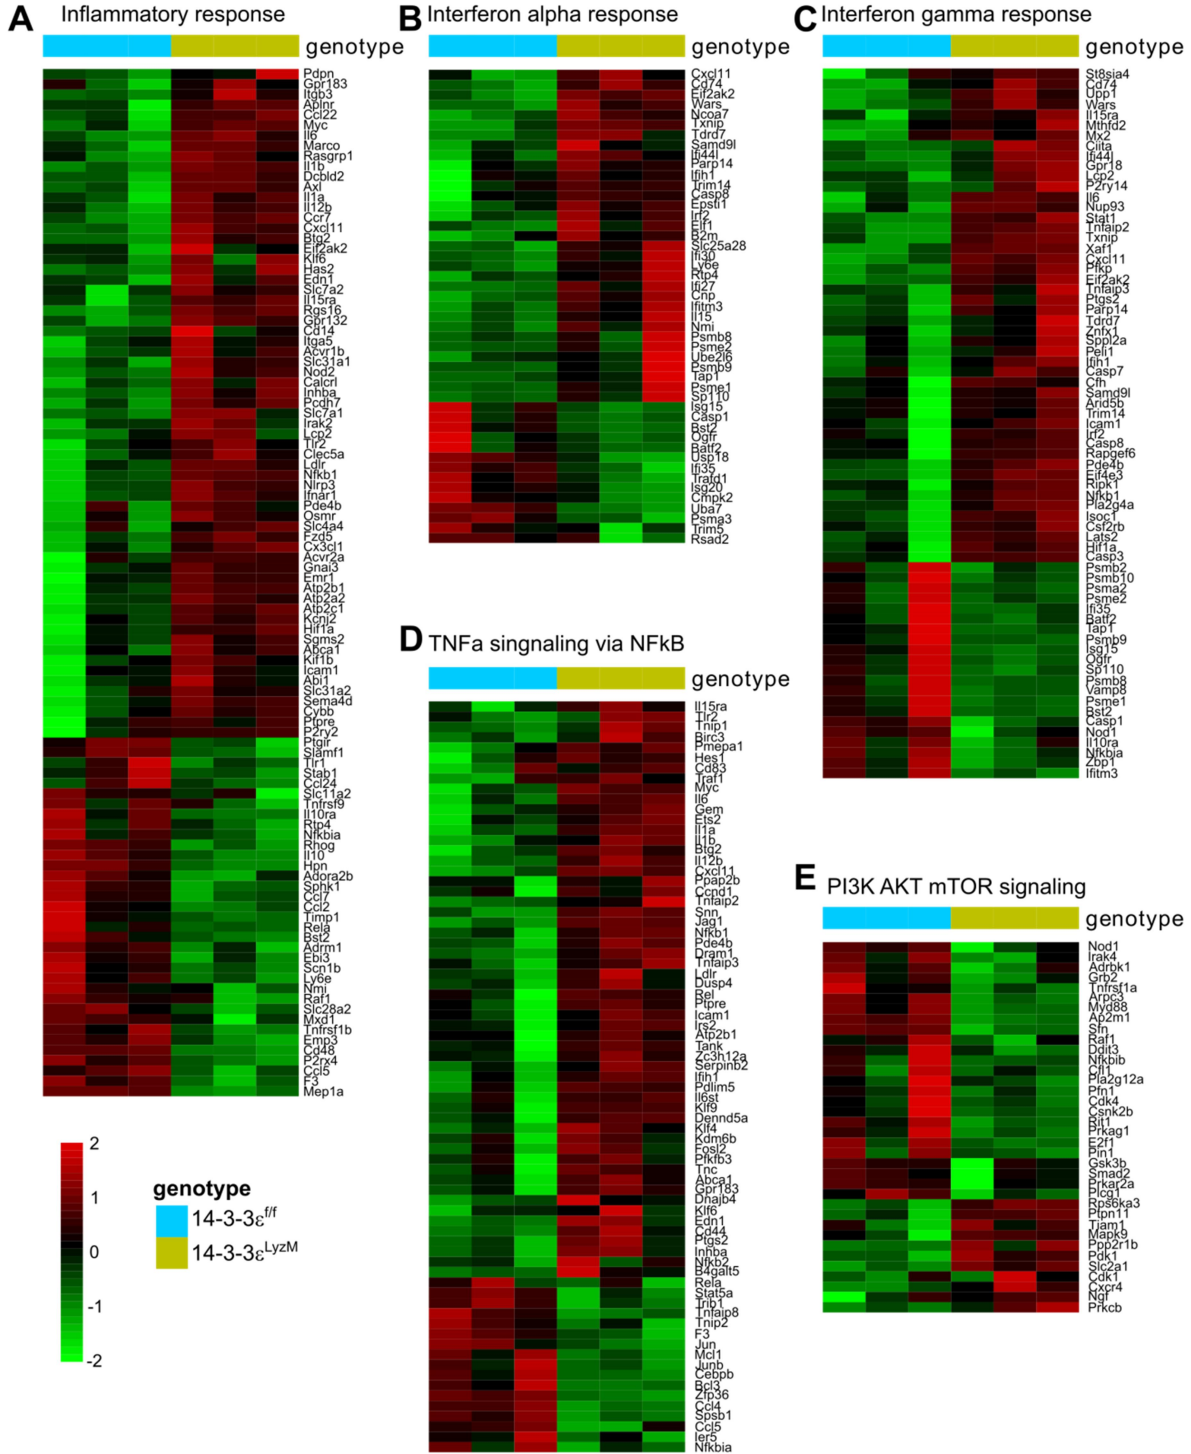 A Inflammatory response
genotype
Pdpn
Gpr183
Itgb3
Aplnr
Ccl22
Myc
Il6
Marco
Rasgrp1
Il1b
Dcbld2
Axl
Il1a
Il12b
Ccr7
Cxcl11
Btg2
Eif2ak2
Klf6
Has2
Edn1
Slc7a2
Il15ra
Rgs16
Gpr132
Cd14
Itga5
Acvr1b
Slc31a1
Nod2
Calcrl
Inhba
Pcdh7
Slc7a1
Irak2
Lcp2
Tlr2
Clec5a
Ldlr
Nfkb1
Nlrp3
Ifnar1
Pde4b
Osmr
Slc4a4
Fzd5
Cx3cl1
Acvr2a
Gnai3
Emr1
Atp2b1
Atp2a2
Atp2c1
Kcnj2
Hif1a
Sgms2
Abca1
Kif1b
Icam1
Abi1
Slc31a2
Sema4d
Cybb
Ptpre
P2ry2
Ptgir
Slamf1
Tlr1
Stab1
Ccl24
Slc11a2
Tnfrsf9
Il10ra
Rtp4
Nfkbia
Rhog
Il10
Hpn
Adora2b
Sphk1
Ccl7
Ccl2
Timp1
Rela
Bst2
Adrm1
Ebi3
Scn1b
Ly6e
Nmi
Raf1
Slc28a2
Mxd1
Tnfrsf1b
Emp3
Cd48
P2rx4
Ccl5
F3
Mep1a
2
1
0
-1
-2
genotype
14-3-3ε^f/f
14-3-3ε^LyzM
B Interferon alpha response
genotype
Cxcl11
Cd74
Eif2ak2
Wars
Ncoa7
Txnip
Tdrd7
Samd9l
Ifi44l
Parp14
Ifih1
Trim14
Casp8
Epsti1
Irf2
Elf1
B2m
Slc25a28
Ifi30
Ly6e
Rtp4
Ifi27
Cnp
Ifitm3
Il15
Nmi
Psmb8
Psme2
Ube2l6
Psmb9
Tap1
Psme1
Sp110
Isg15
Casp1
Bst2
Ogfr
Batf2
Usp18
Ifi35
Trafd1
Isg20
Cmpk2
Uba7
Psma3
Trim5
Rsad2
C Interferon gamma response
genotype
St8sia4
Cd74
Upp1
Wars
Il15ra
Mthfd2
Mx2
Ciita
Ifi44l
Gpr18
Lcp2
P2ry14
Il6
Nup93
Stat1
Tnfaip2
Txnip
Xaf1
Cxcl11
Pfkp
Eif2ak2
Tnfaip3
Ptgs2
Parp14
Tdrd7
Znfx1
Sppl2a
Peli1
Ifih1
Casp7
Cfh
Samd9l
Arid5b
Trim14
Icam1
Irf2
Casp8
Rapgef6
Pde4b
Eif4e3
Ripk1
Nfkb1
Pla2g4a
Isoc1
Csf2rb
Lats2
Hif1a
Casp3
Psmb2
Psmb10
Psma2
Psme2
Ifi35
Batf2
Tap1
Psmb9
Isg15
Ogfr
Sp110
Psmb8
Vamp8
Psme1
Bst2
Casp1
Nod1
Il10ra
Nfkbia
Zbp1
Ifitm3
D TNFa singnaling via NFkB
genotype
Il15ra
Tlr2
Tnip1
Birc3
Pmepa1
Hes1
Cd83
Traf1
Myc
Il6
Gem
Ets2
Il1a
Il1b
Btg2
Il12b
Cxcl11
Ppap2b
Ccnd1
Tnfaip2
Snn
Jag1
Nfkb1
Pde4b
Dram1
Tnfaip3
Ldlr
Dusp4
Rel
Ptpre
Icam1
Irs2
Atp2b1
Tank
Zc3h12a
Serpinb2
Ifih1
Pdlim5
Il6st
Klf9
Dennd5a
Klf4
Kdm6b
Fosl2
Pfkfb3
Tnc
Abca1
Gpr183
Dnajb4
Klf6
Edn1
Cd44
Ptgs2
Inhba
Nfkb2
B4galt5
Rela
Stat5a
Trib1
Tnfaip8
Tnip2
F3
Jun
Mcl1
Junb
Cebpb
Bcl3
Zfp36
Ccl4
Spsb1
Ccl5
Ier5
Nfkbia
E PI3K AKT mTOR signaling
genotype
Nod1
Irak4
Adrbk1
Grb2
Tnfrsf1a
Arpc3
Myd88
Ap2m1
Sfn
Raf1
Ddit3
Nfkbib
Cfl1
Pla2g12a
Pfn1
Cdk4
Csnk2b
Rit1
Prkag1
E2f1
Pin1
Gsk3b
Smad2
Prkar2a
Plcg1
Rps6ka3
Ptpn11
Tiam1
Mapk9
Ppp2r1b
Pdk1
Slc2a1
Cdk1
Cxcr4
Ngf
Prkcb